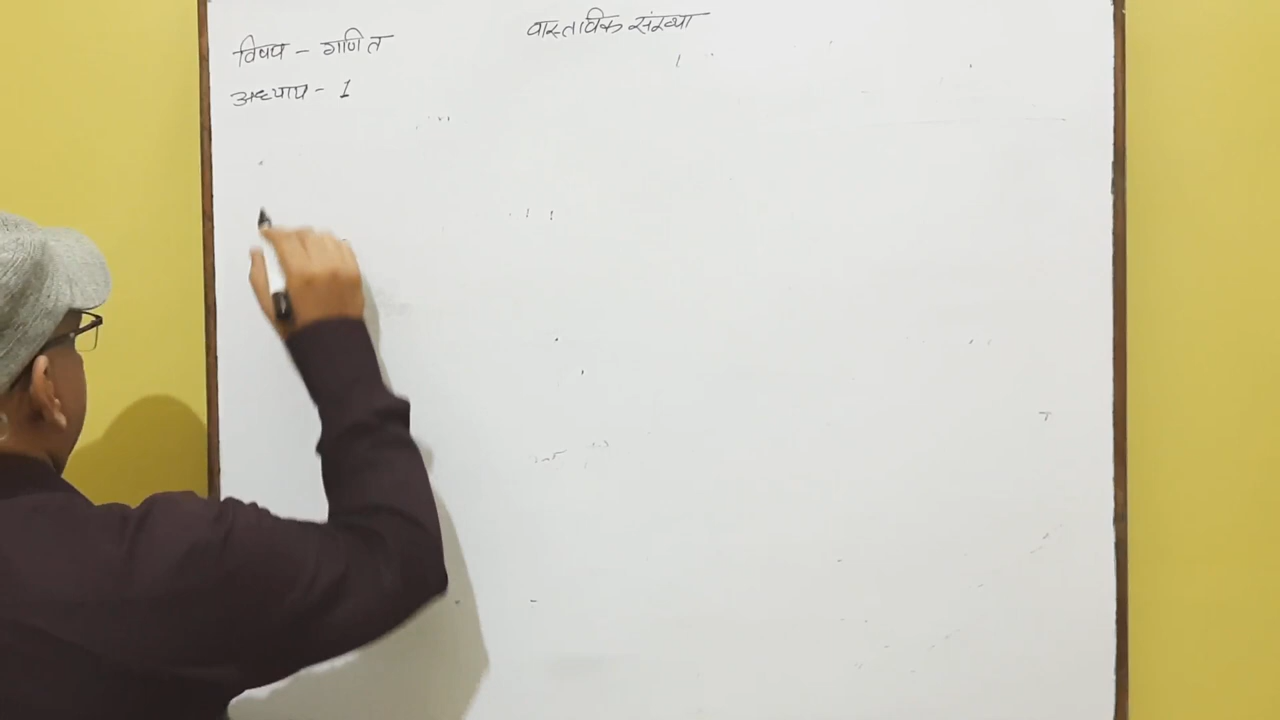 वास्तविक संख्या
विषय - गणित
अध्याय - 1